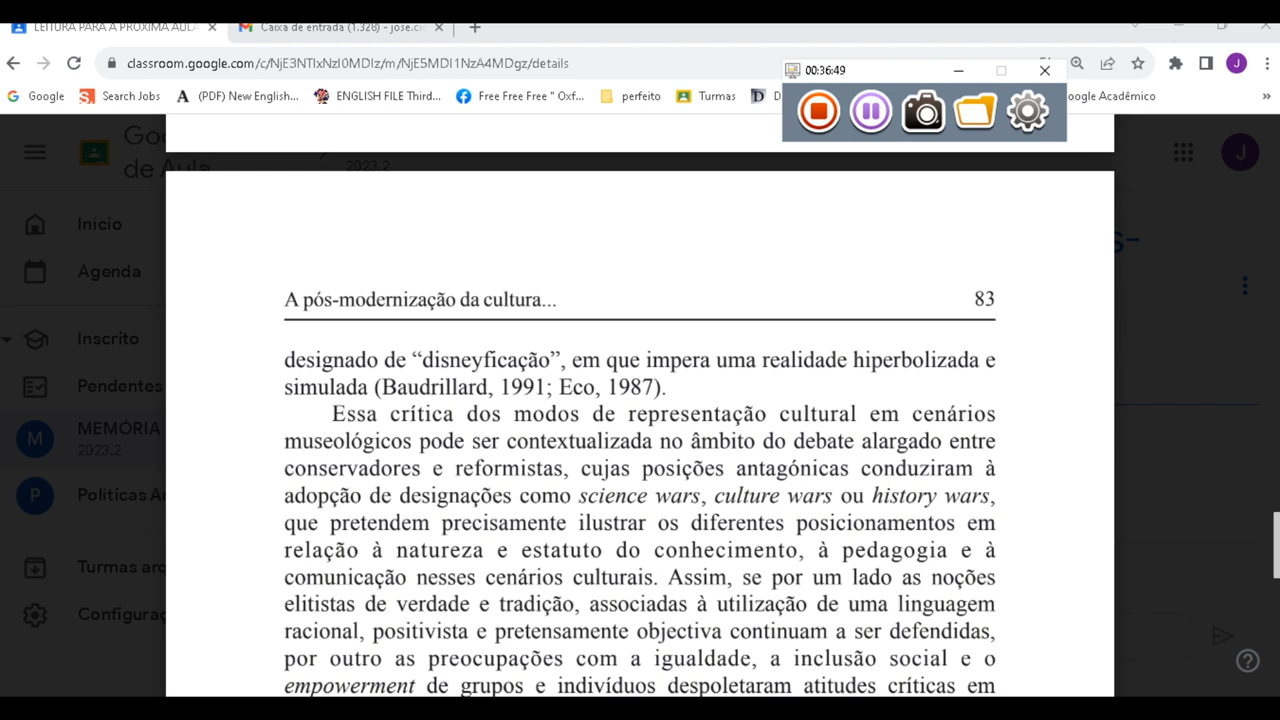 LEITURA PARA A PROXIMA AULA
Caixa de entrada (1.328) - jose.cl
classroom.google.com/c/NjE3NTIxNzI0MDIz/m/NjE5MDI1NzA4MDgz/details
00:36:49
Google
Search Jobs
(PDF) New English...
ENGLISH FILE Third...
Free Free Free " Oxf...
perfeito
Turmas
oogle Acadêmico
»
J
Goo
de Aula
2023.2
J
Início
Agenda
Inscrito
Pendentes
M
MEMÓRIA
2023.2
P
Políticas
Turmas
Configuraç
A pós-modernização da cultura... 83
designado de “disneyficação”, em que impera uma realidade hiperbolizada e
simulada (Baudrillard, 1991; Eco, 1987).
Essa crítica dos modos de representação cultural em cenários
museológicos pode ser contextualizada no âmbito do debate alargado entre
conservadores e reformistas, cujas posições antagónicas conduziram à
adopção de designações como science wars, culture wars ou history wars,
que pretendem precisamente ilustrar os diferentes posicionamentos em
relação à natureza e estatuto do conhecimento, à pedagogia e à
comunicação nesses cenários culturais. Assim, se por um lado as noções
elitistas de verdade e tradição, associadas à utilização de uma linguagem
racional, positivista e pretensamente objectiva continuam a ser defendidas,
por outro as preocupações com a igualdade, a inclusão social e o
empowerment de grupos e indivíduos despoletaram atitudes críticas em